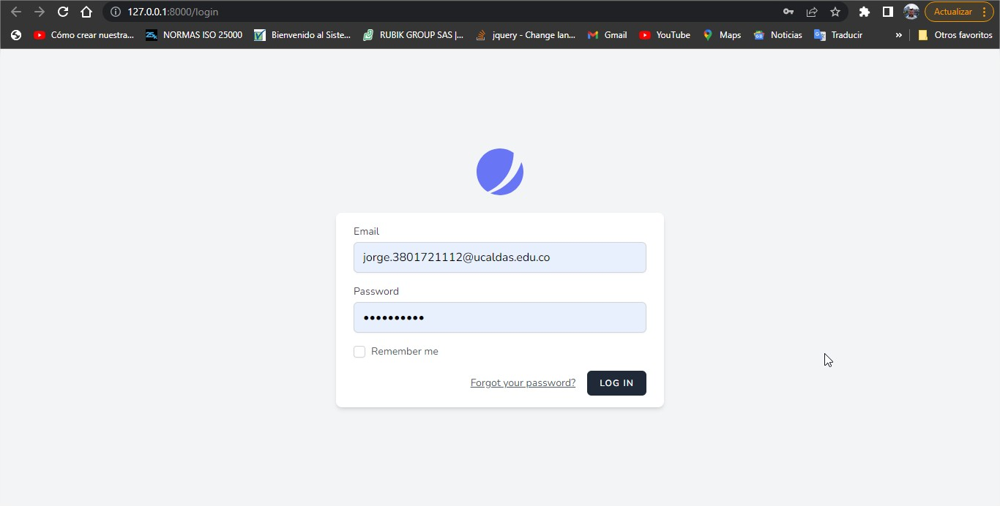 127.0.0.1:8000/login
Actualizar
Cómo crear nuestra...
NORMAS ISO 25000
Bienvenido al Siste...
RUBIK GROUP SAS |...
jquery - Change lan...
Gmail
YouTube
Maps
Noticias
Traducir
»
Otros favoritos
Email
jorge.3801721112@ucaldas.edu.co
Password
••••••••••
Remember me
Forgot your password?
LOG IN